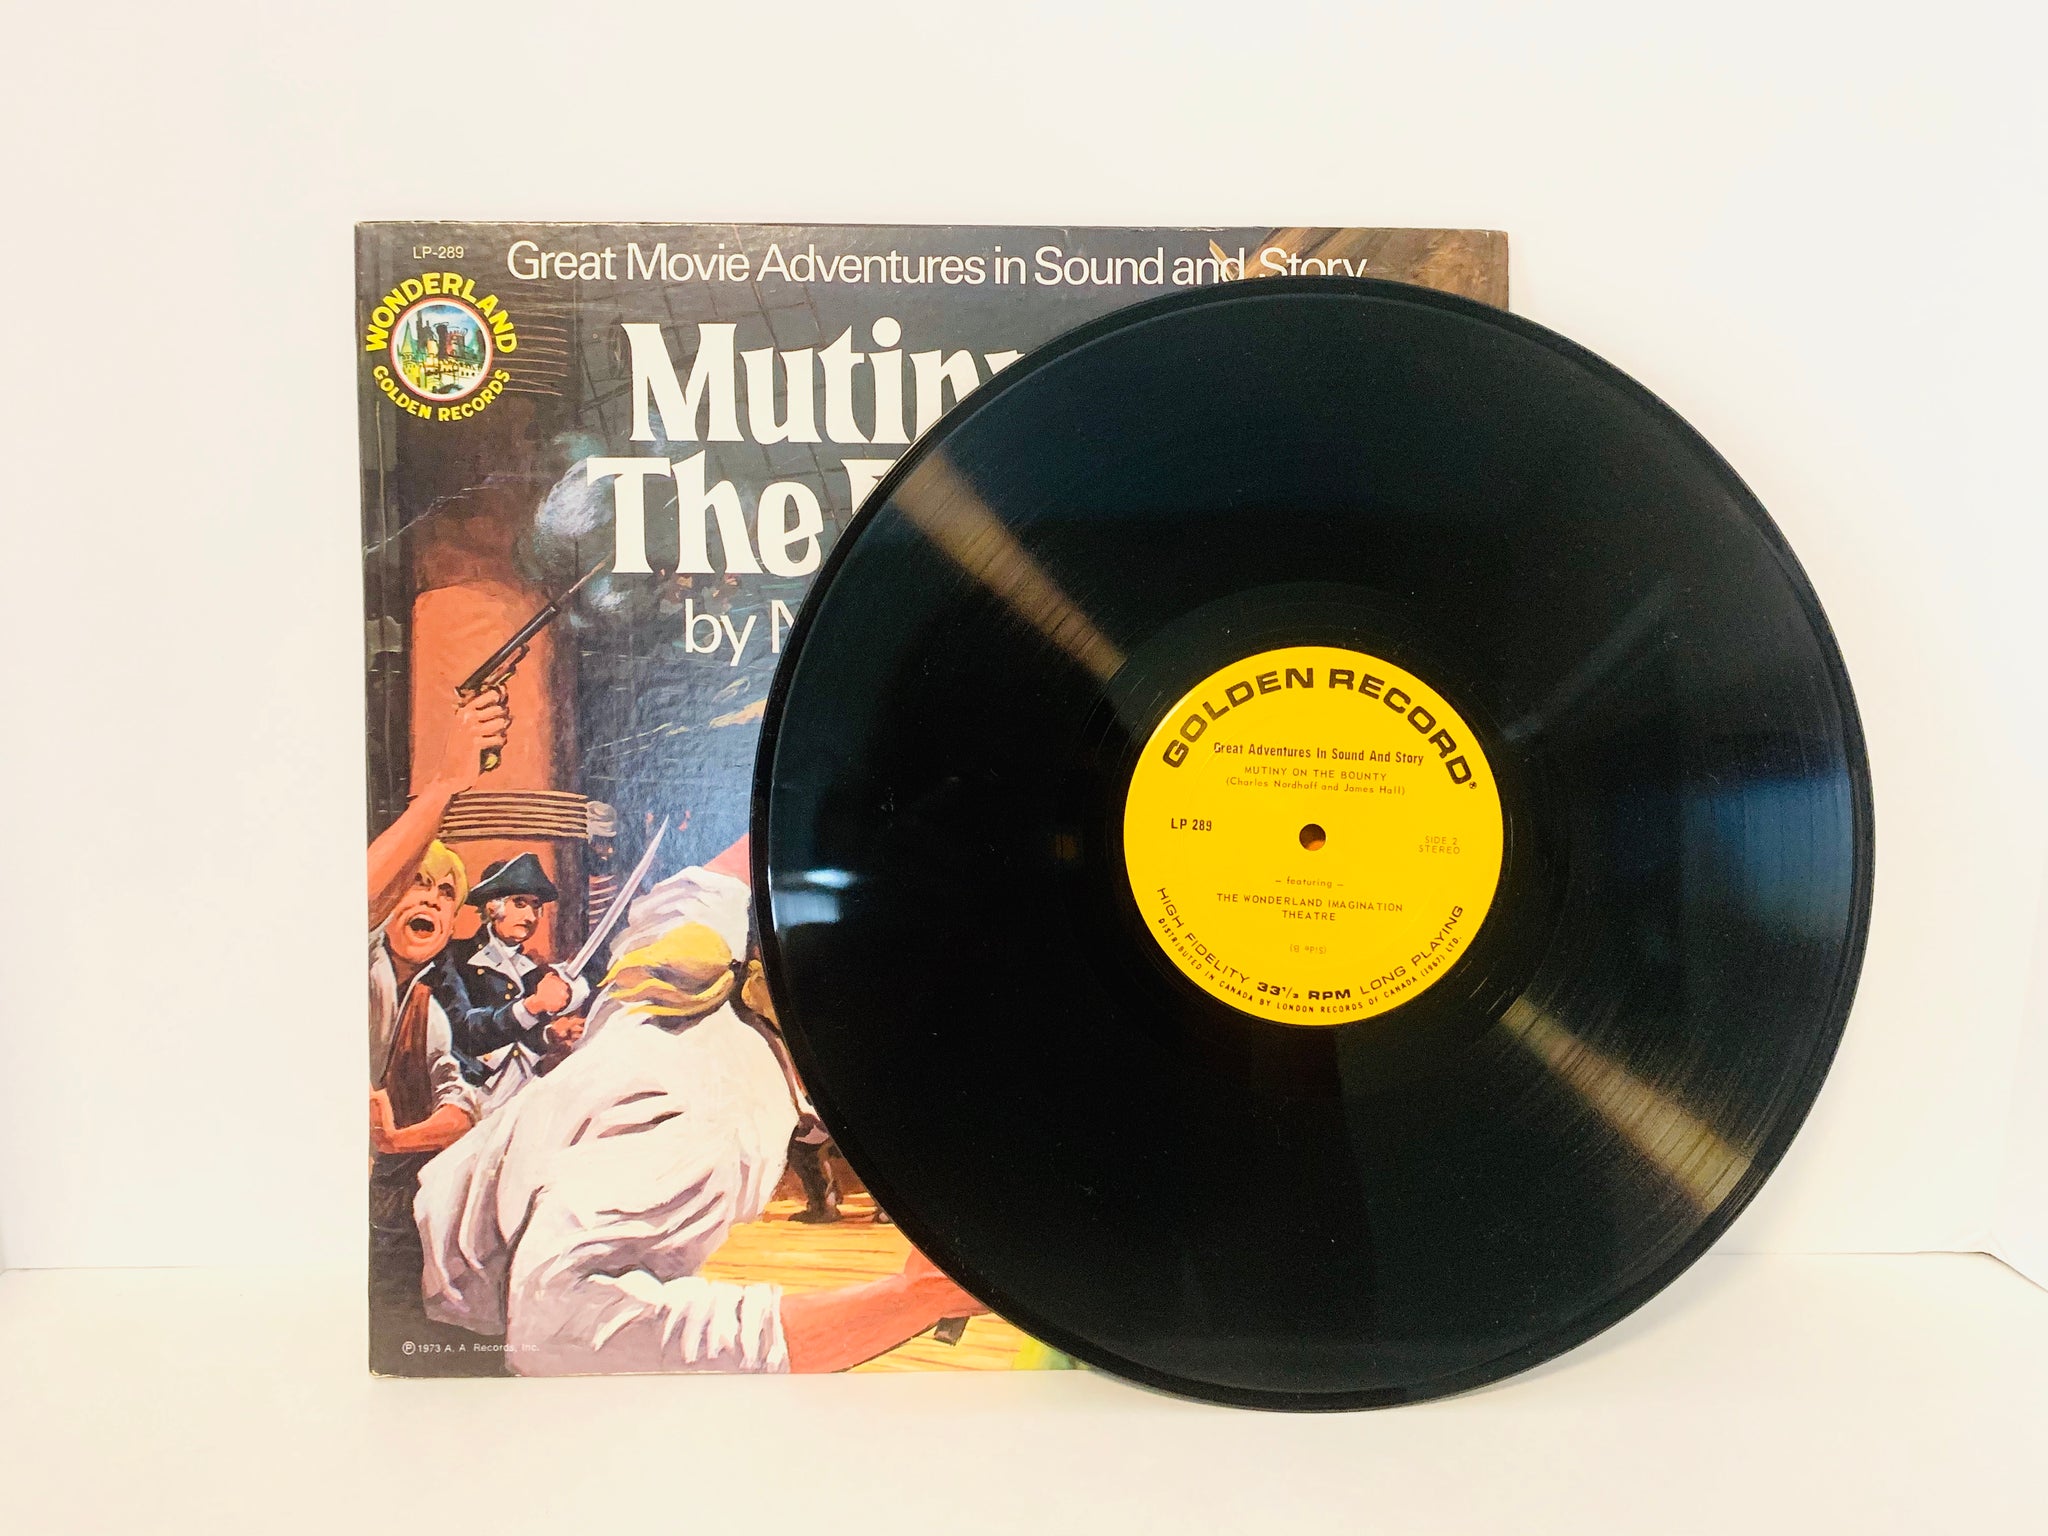 LP-289
Great Movie Adventures in Sound and Story
WONDERLAND
GOLDEN RECORDS
Mutiny
The
by
Ⓟ 1973 A. A. Records, Inc.
GOLDEN RECORD®
Great Adventures In Sound And Story
MUTINY ON THE BOUNTY
(Charles Nordhoff and James Hall)
LP 289
SIDE 2
STEREO
– featuring –
THE WONDERLAND IMAGINATION
THEATRE
HIGH FIDELITY 33⅓ RPM LONG PLAYING
DISTRIBUTED IN CANADA BY LONDON RECORDS OF CANADA (1967) LTD.